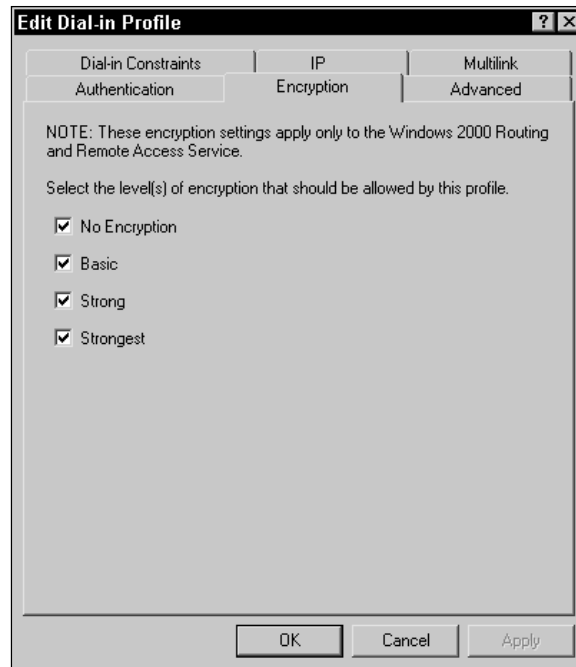 Edit Dial-in Profile
Dial-in Constraints IP Multilink
Authentication Encryption Advanced
NOTE: These encryption settings apply only to the Windows 2000 Routing
and Remote Access Service.
Select the level(s) of encryption that should be allowed by this profile.
No Encryption
Basic
Strong
Strongest
OK Cancel Apply